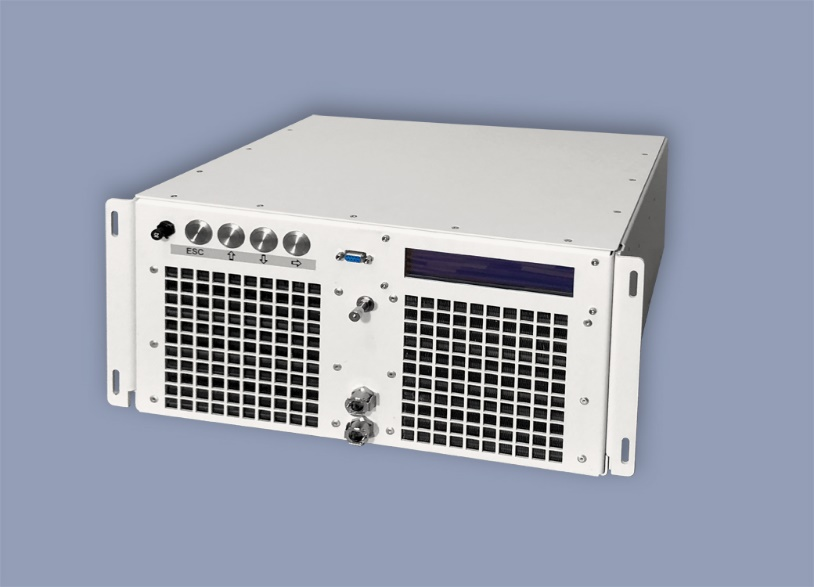 ESC ⇧ ⇩ ⇨